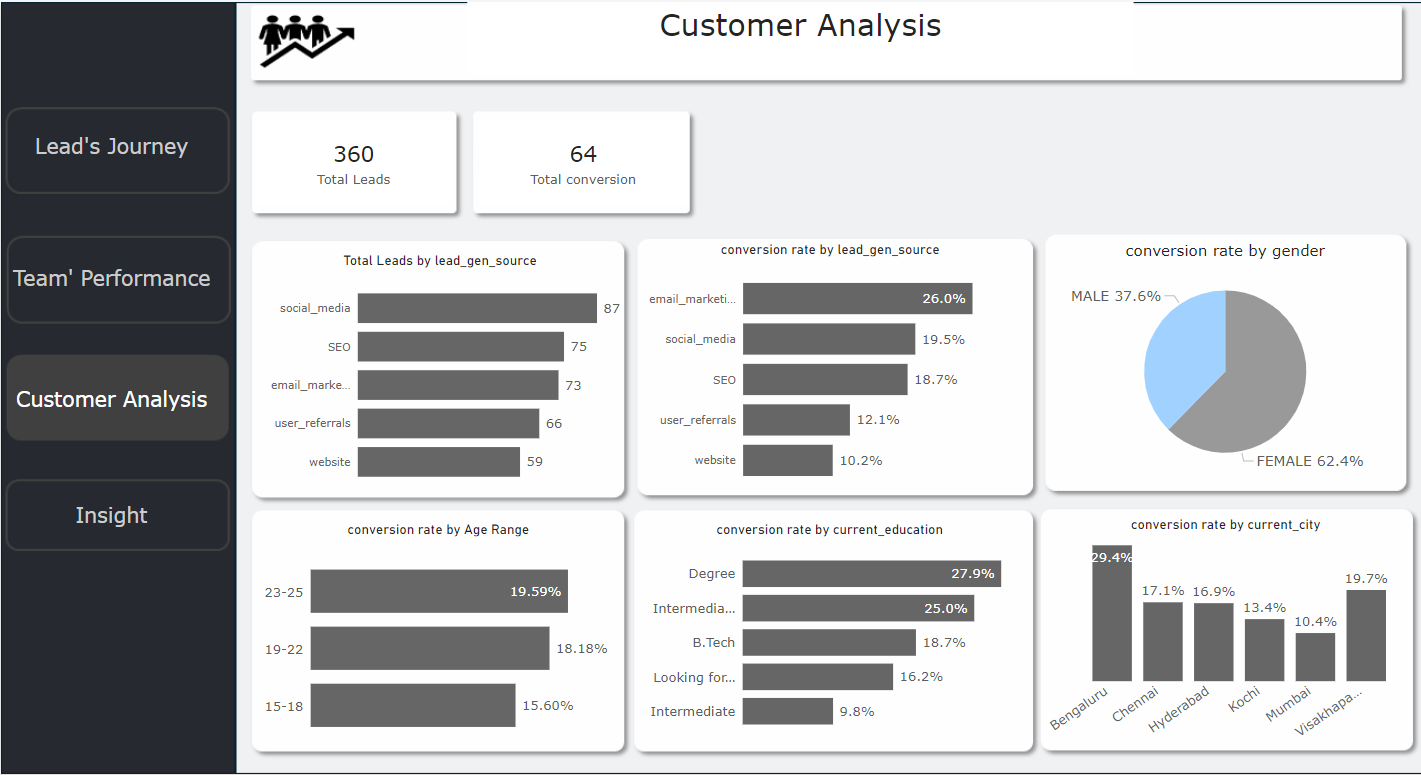 Customer Analysis
Lead's Journey
Team' Performance
Customer Analysis
Insight
360
Total Leads
64
Total conversion
Total Leads by lead_gen_source
social_media 87
SEO 75
email_marke... 73
user_referrals 66
website 59
conversion rate by lead_gen_source
email_marketi... 26.0%
social_media 19.5%
SEO 18.7%
user_referrals 12.1%
website 10.2%
conversion rate by gender
MALE 37.6%
FEMALE 62.4%
conversion rate by Age Range
23-25 19.59%
19-22 18.18%
15-18 15.60%
conversion rate by current_education
Degree 27.9%
Intermedia... 25.0%
B.Tech 18.7%
Looking for... 16.2%
Intermediate 9.8%
conversion rate by current_city
29.4% 17.1% 16.9% 13.4% 10.4% 19.7%
Bengaluru Chennai Hyderabad Kochi Mumbai Visakhapa...